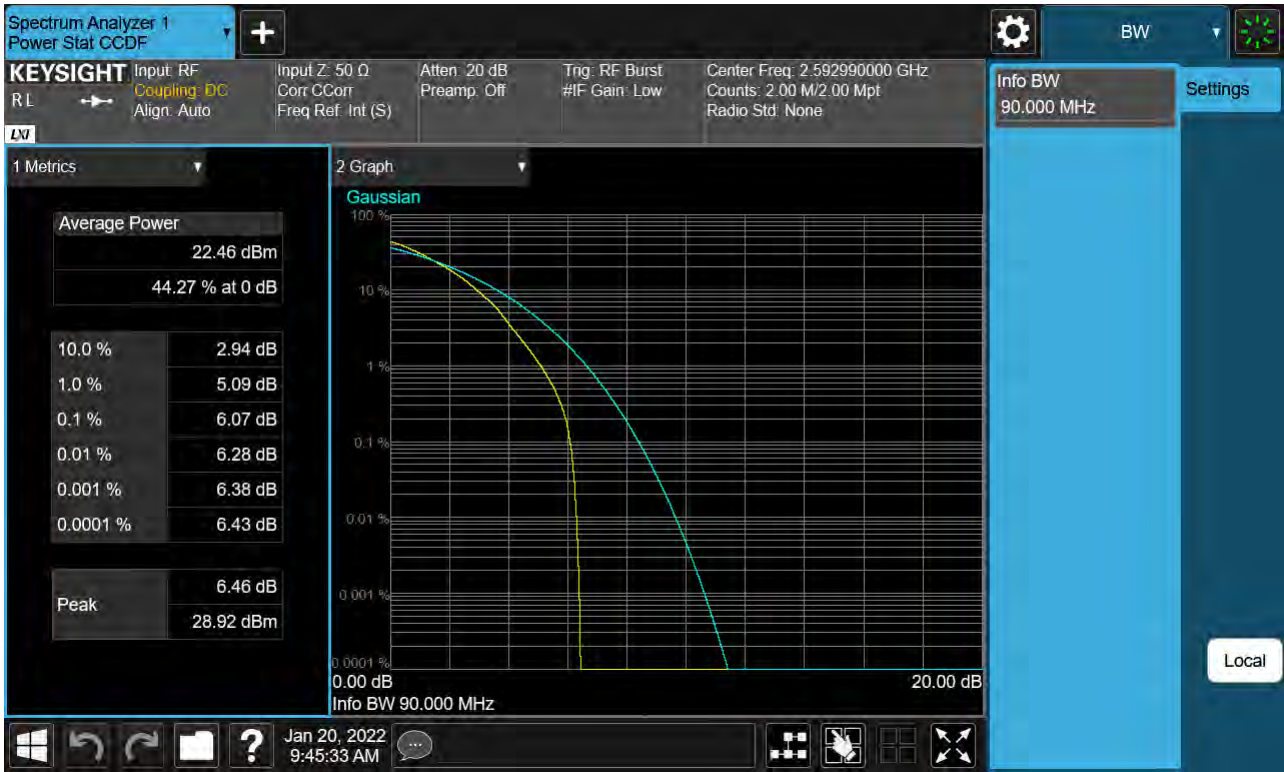 Spectrum Analyzer 1
Power Stat CCDF
+
BW
KEYSIGHT
RL
LXI
Input: RF
Coupling: DC
Align: Auto
Input Z: 50 Ω
Corr CCorr
Freq Ref: Int (S)
Atten: 20 dB
Preamp: Off
Trig: RF Burst
#IF Gain: Low
Center Freq: 2.592990000 GHz
Counts: 2.00 M/2.00 Mpt
Radio Std: None
Info BW
90.000 MHz
Settings
1 Metrics
Average Power
22.46 dBm
44.27 % at 0 dB
10.0 % 2.94 dB
1.0 % 5.09 dB
0.1 % 6.07 dB
0.01 % 6.28 dB
0.001 % 6.38 dB
0.0001 % 6.43 dB
Peak
6.46 dB
28.92 dBm
2 Graph
Gaussian
100 %
10 %
1 %
0.1 %
0.01 %
0.001 %
0.0001 %
0.00 dB 20.00 dB
Info BW 90.000 MHz
Local
?
Jan 20, 2022
9:45:33 AM